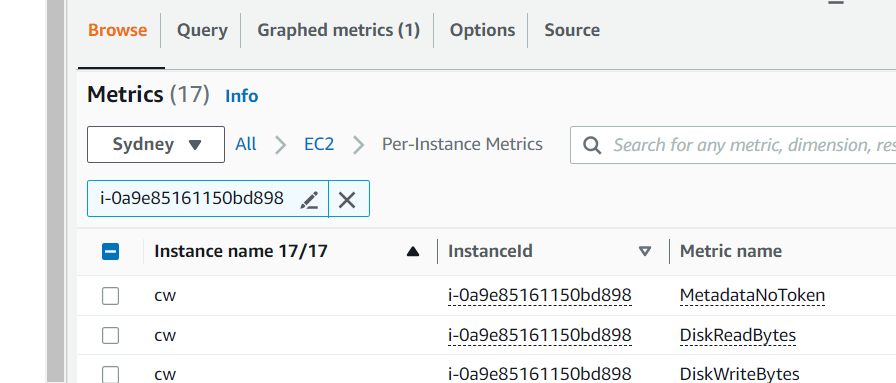 Browse Query Graphed metrics (1) Options Source
Metrics (17) Info
Sydney All EC2 Per-Instance Metrics Search for any metric, dimension, res
i-0a9e85161150bd898
Instance name 17/17 InstanceId Metric name
cw i-0a9e85161150bd898 MetadataNoToken
cw i-0a9e85161150bd898 DiskReadBytes
cw i-0a9e85161150bd898 DiskWriteBytes